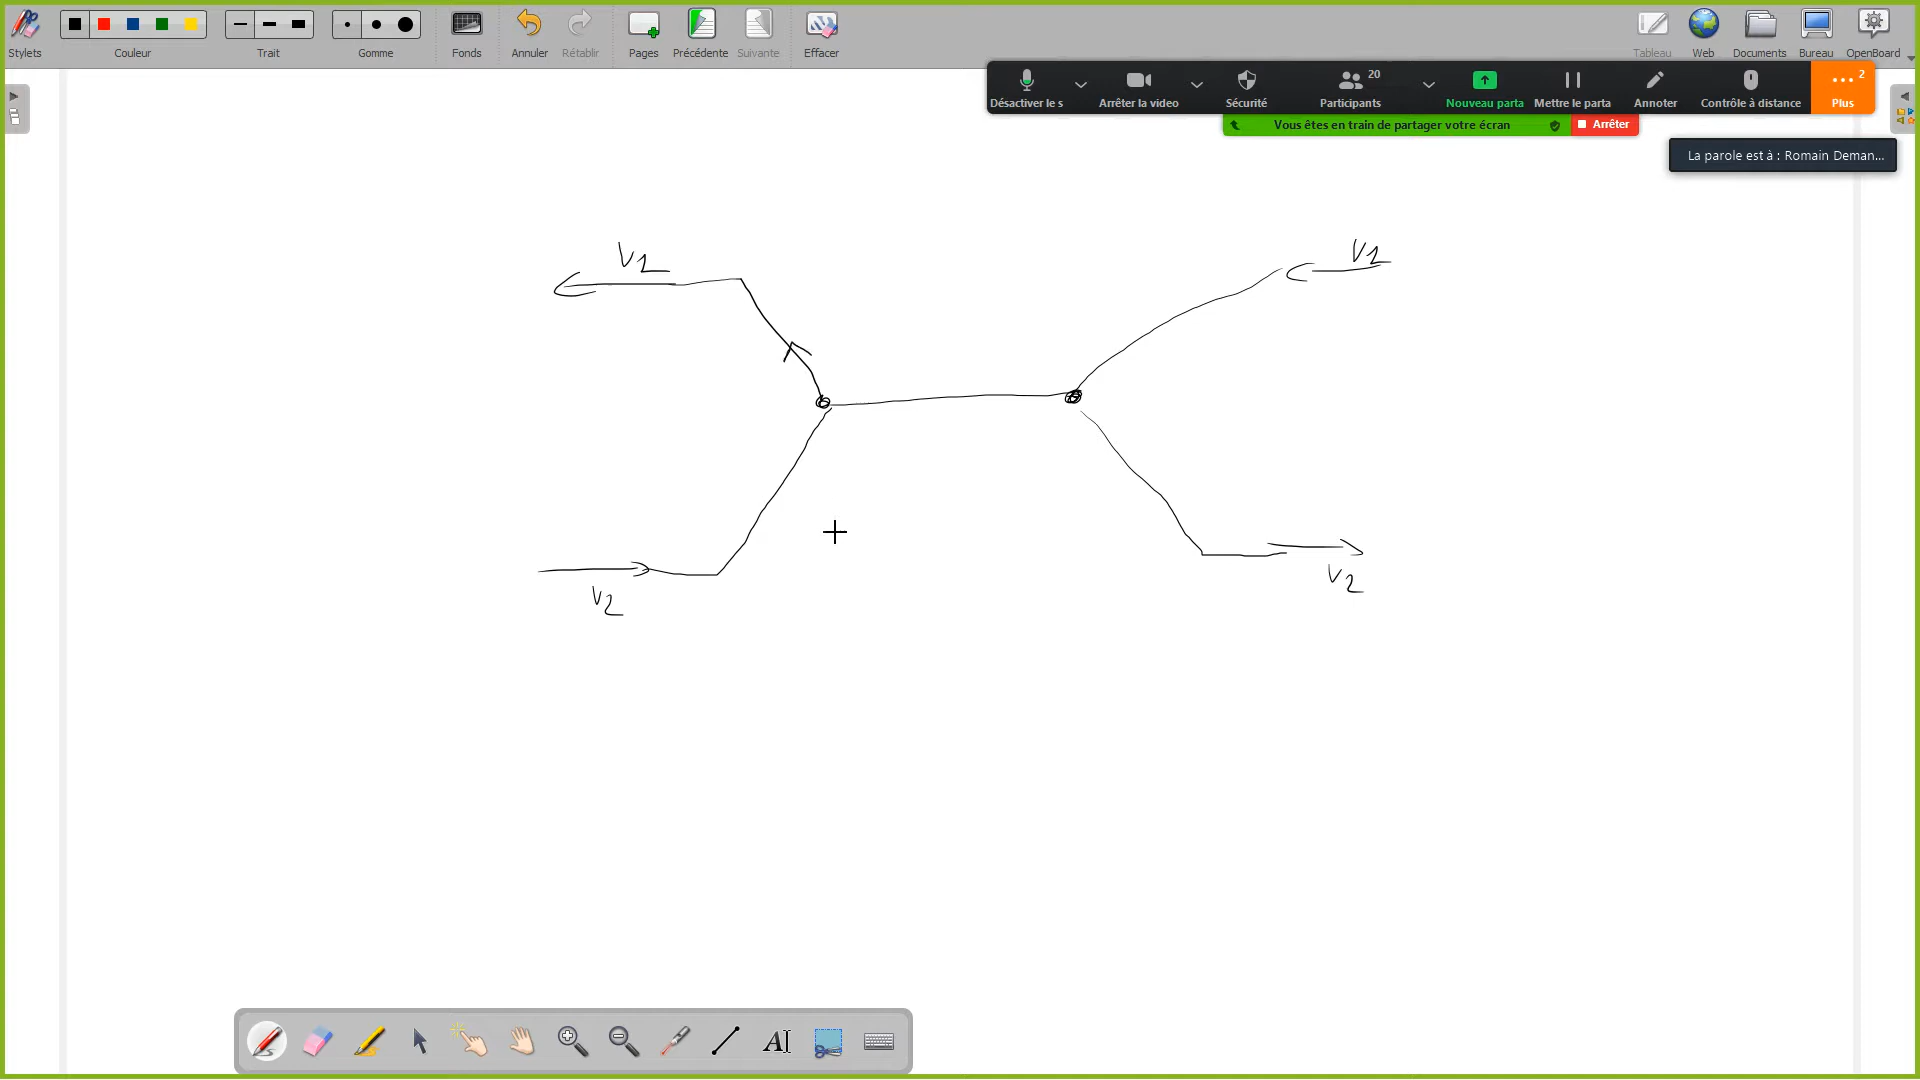 Stylets
Couleur
Trait
Gomme
Fonds
Annuler
Rétablir
Pages
Précédente
Suivante
Effacer
Tableau
Web
Documents
Bureau
OpenBoard
Désactiver le s
Arrêter la video
Sécurité
20
Participants
Nouveau parta
Mettre le parta
Annoter
Contrôle à distance
2
Plus
Vous êtes en train de partager votre écran
Arrêter
La parole est à : Romain Deman...
V1
V1
V2
V2
AI